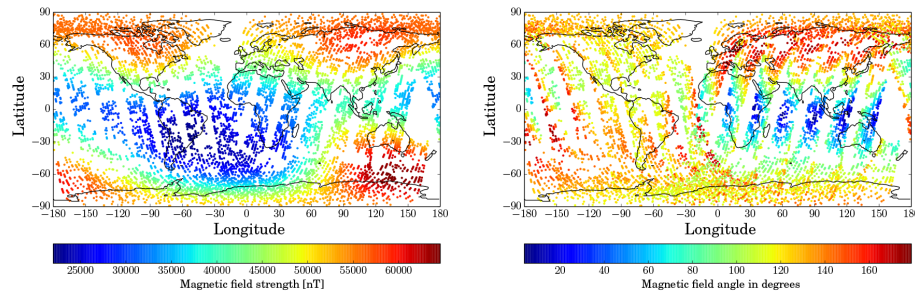 90
60
30
0
−30
−60
−90
Latitude
−180 −150 −120 −90 −60 −30 0 30 60 90 120 150 180
Longitude
25000 30000 35000 40000 45000 50000 55000 60000
Magnetic field strength [nT]
90
60
30
0
−30
−60
−90
Latitude
−180 −150 −120 −90 −60 −30 0 30 60 90 120 150 180
Longitude
20 40 60 80 100 120 140 160
Magnetic field angle in degrees